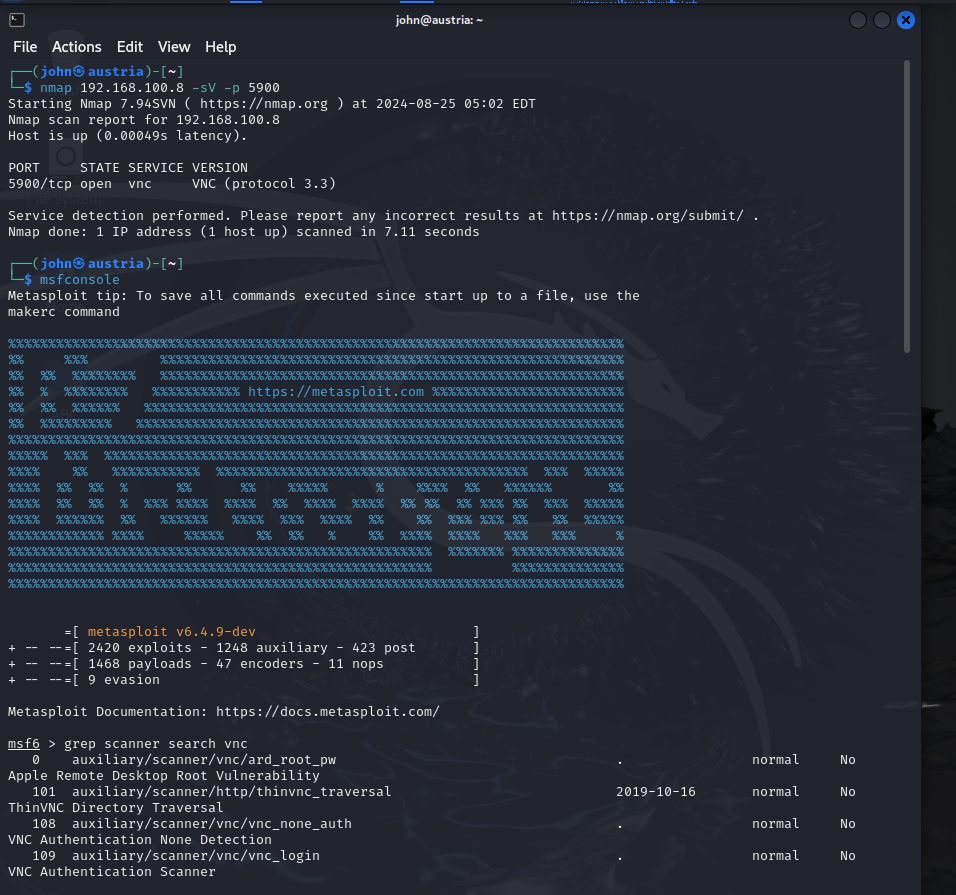 john@austria: ~
File Actions Edit View Help
┌──(john㉿austria)-[~]
└─$ nmap 192.168.100.8 -sV -p 5900
Starting Nmap 7.94SVN ( https://nmap.org ) at 2024-08-25 05:02 EDT
Nmap scan report for 192.168.100.8
Host is up (0.00049s latency).
PORT     STATE SERVICE VERSION
5900/tcp open  vnc     VNC (protocol 3.3)
Service detection performed. Please report any incorrect results at https://nmap.org/submit/ .
Nmap done: 1 IP address (1 host up) scanned in 7.11 seconds
┌──(john㉿austria)-[~]
└─$ msfconsole
Metasploit tip: To save all commands executed since start up to a file, use the
makerc command
https://metasploit.com
=[ metasploit v6.4.9-dev                           ]
+ -- --=[ 2420 exploits - 1248 auxiliary - 423 post       ]
+ -- --=[ 1468 payloads - 47 encoders - 11 nops           ]
+ -- --=[ 9 evasion                                       ]
Metasploit Documentation: https://docs.metasploit.com/
msf6 > grep scanner search vnc
0    auxiliary/scanner/vnc/ard_root_pw                                   .                normal     No
Apple Remote Desktop Root Vulnerability
101  auxiliary/scanner/http/thinvnc_traversal                            2019-10-16       normal     No
ThinVNC Directory Traversal
108  auxiliary/scanner/vnc/vnc_none_auth                                 .                normal     No
VNC Authentication None Detection
109  auxiliary/scanner/vnc/vnc_login                                     .                normal     No
VNC Authentication Scanner